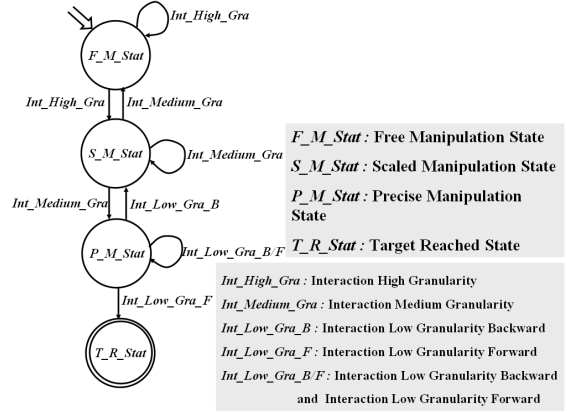 Int_High_Gra
F_M_Stat
Int_High_Gra Int_Medium_Gra
S_M_Stat
Int_Medium_Gra
Int_Medium_Gra Int_Low_Gra_B
P_M_Stat
Int_Low_Gra_B/F
Int_Low_Gra_F
T_R_Stat
F_M_Stat : Free Manipulation State
S_M_Stat : Scaled Manipulation State
P_M_Stat : Precise Manipulation
State
T_R_Stat : Target Reached State
Int_High_Gra : Interaction High Granularity
Int_Medium_Gra : Interaction Medium Granularity
Int_Low_Gra_B : Interaction Low Granularity Backward
Int_Low_Gra_F : Interaction Low Granularity Forward
Int_Low_Gra_B/F : Interaction Low Granularity Backward
and Interaction Low Granularity Forward